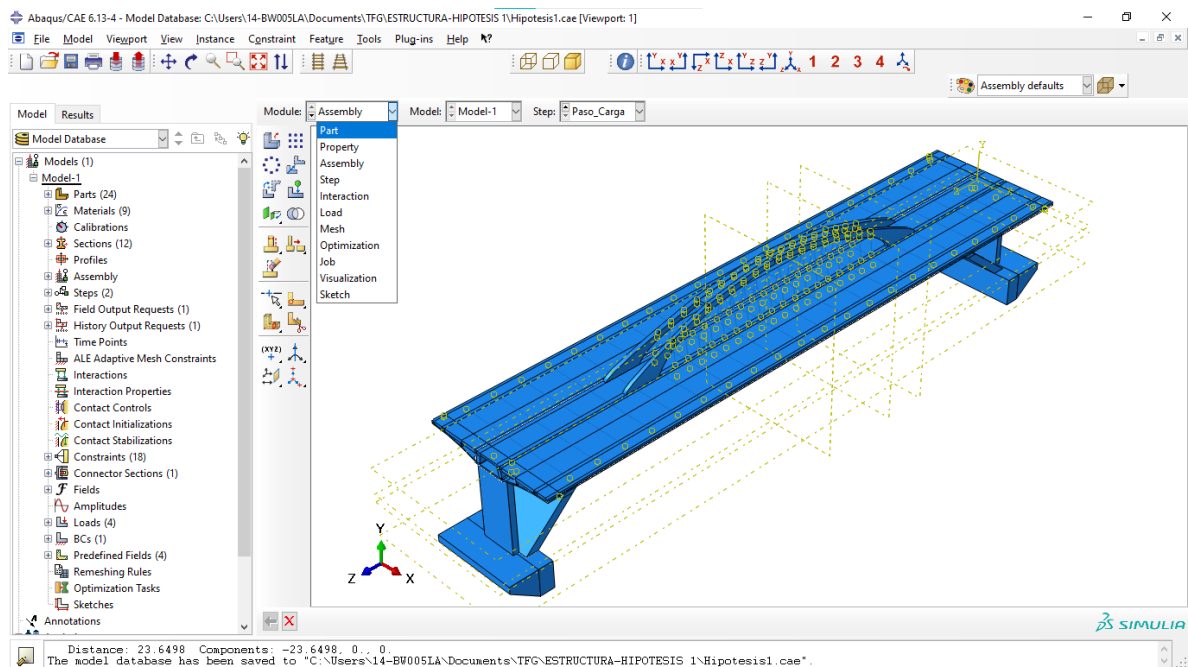 Abaqus/CAE 6.13-4 - Model Database: C:\Users\14-BW005LA\Documents\TFG\ESTRUCTURA-HIPOTESIS 1\Hipotesis1.cae [Viewport: 1]
File Model Viewport View Instance Constraint Feature Tools Plug-ins Help
1 2 3 4
Assembly defaults
Model Results
Module: Assembly Model: Model-1 Step: Paso_Carga
Model Database
Part
Property
Assembly
Step
Interaction
Load
Mesh
Optimization
Job
Visualization
Sketch
Models (1)
Model-1
Parts (24)
Materials (9)
Calibrations
Sections (12)
Profiles
Assembly
Steps (2)
Field Output Requests (1)
History Output Requests (1)
Time Points
ALE Adaptive Mesh Constraints
Interactions
Interaction Properties
Contact Controls
Contact Initializations
Contact Stabilizations
Constraints (18)
Connector Sections (1)
Fields
Amplitudes
Loads (4)
BCs (1)
Predefined Fields (4)
Remeshing Rules
Optimization Tasks
Sketches
Annotations
(XYZ)
Y
Y
Z
X
SIMULIA
Distance: 23.6498 Components: -23.6498, 0., 0.
The model database has been saved to "C:\Users\14-BW005LA\Documents\TFG\ESTRUCTURA-HIPOTESIS 1\Hipotesis1.cae".